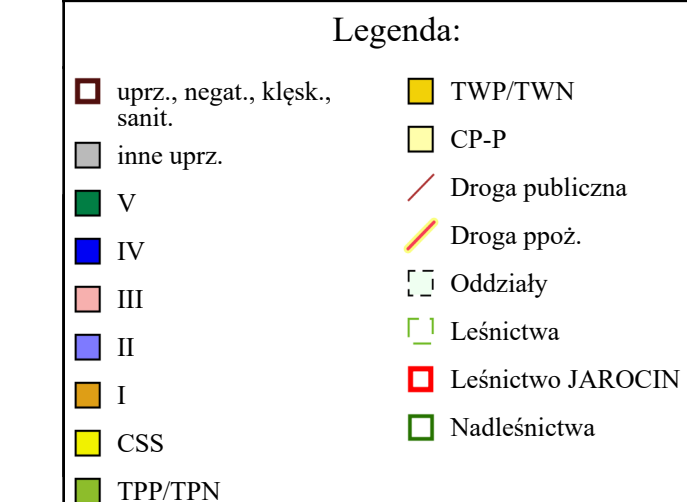 Legenda:
uprz., negat., klęsk.,
sanit.
inne uprz.
V
IV
III
II
I
CSS
TPP/TPN
TWP/TWN
CP-P
Droga publiczna
Droga ppoż.
Oddziały
Leśnictwa
Leśnictwo JAROCIN
Nadleśnictwa